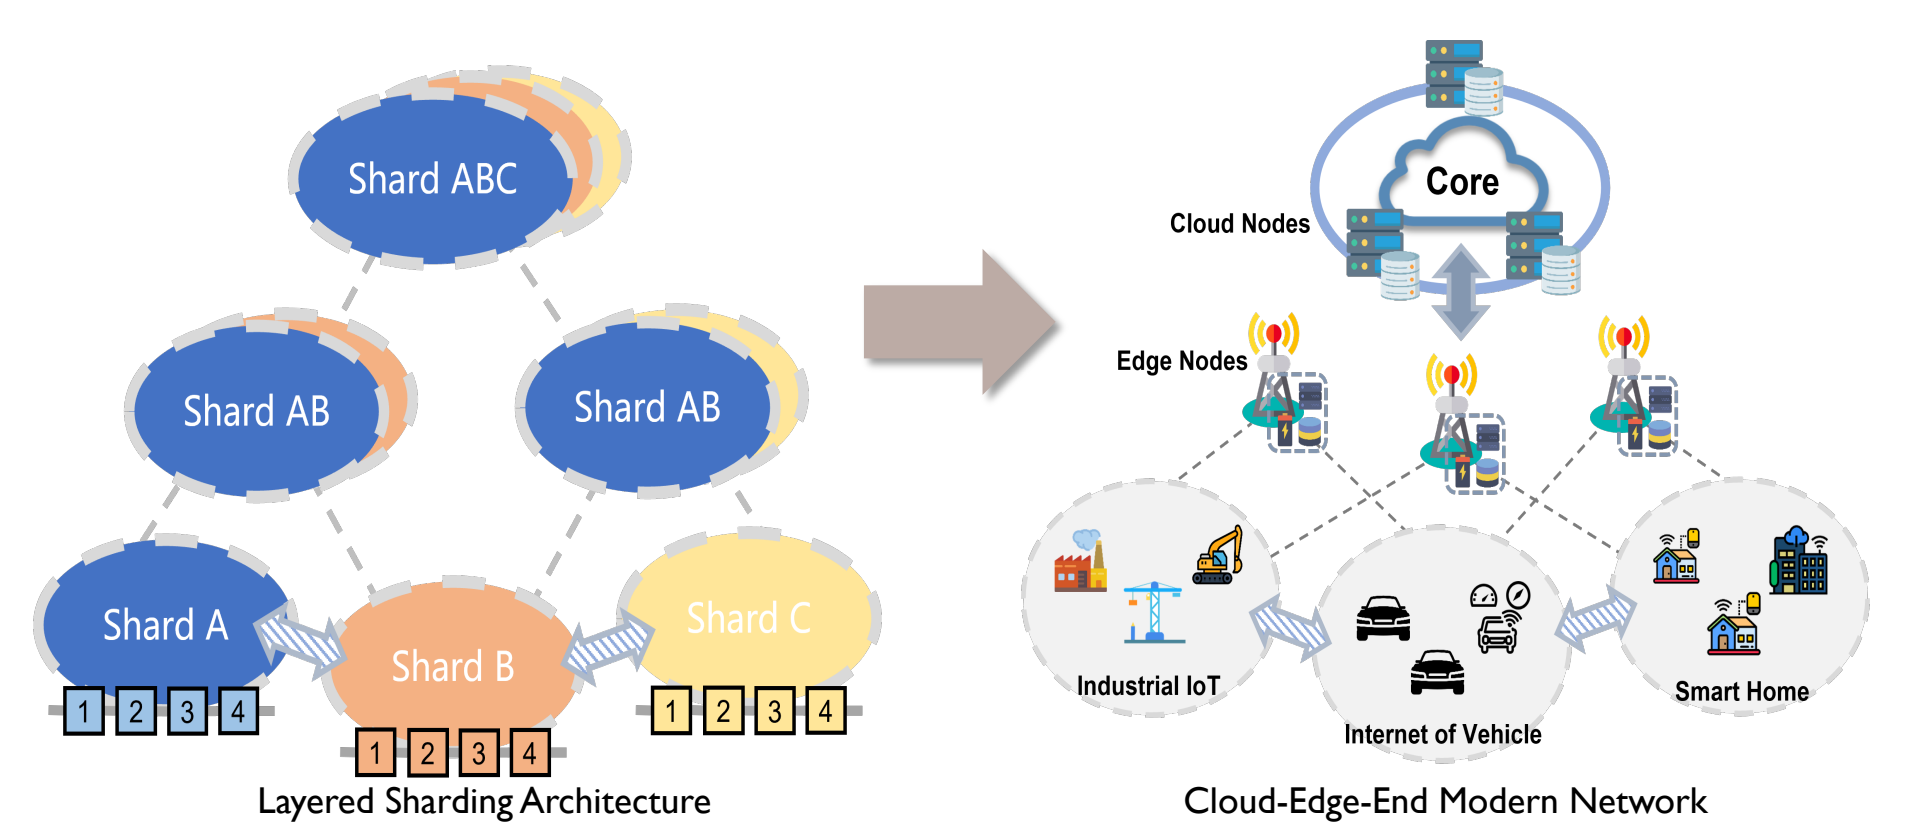 Shard ABC
Shard AB
Shard AB
Shard A
Shard B
Shard C
1 2 3 4
1 2 3 4
1 2 3 4
Layered Sharding Architecture
Core
Cloud Nodes
Edge Nodes
Industrial IoT
Internet of Vehicle
Smart Home
Cloud-Edge-End Modern Network